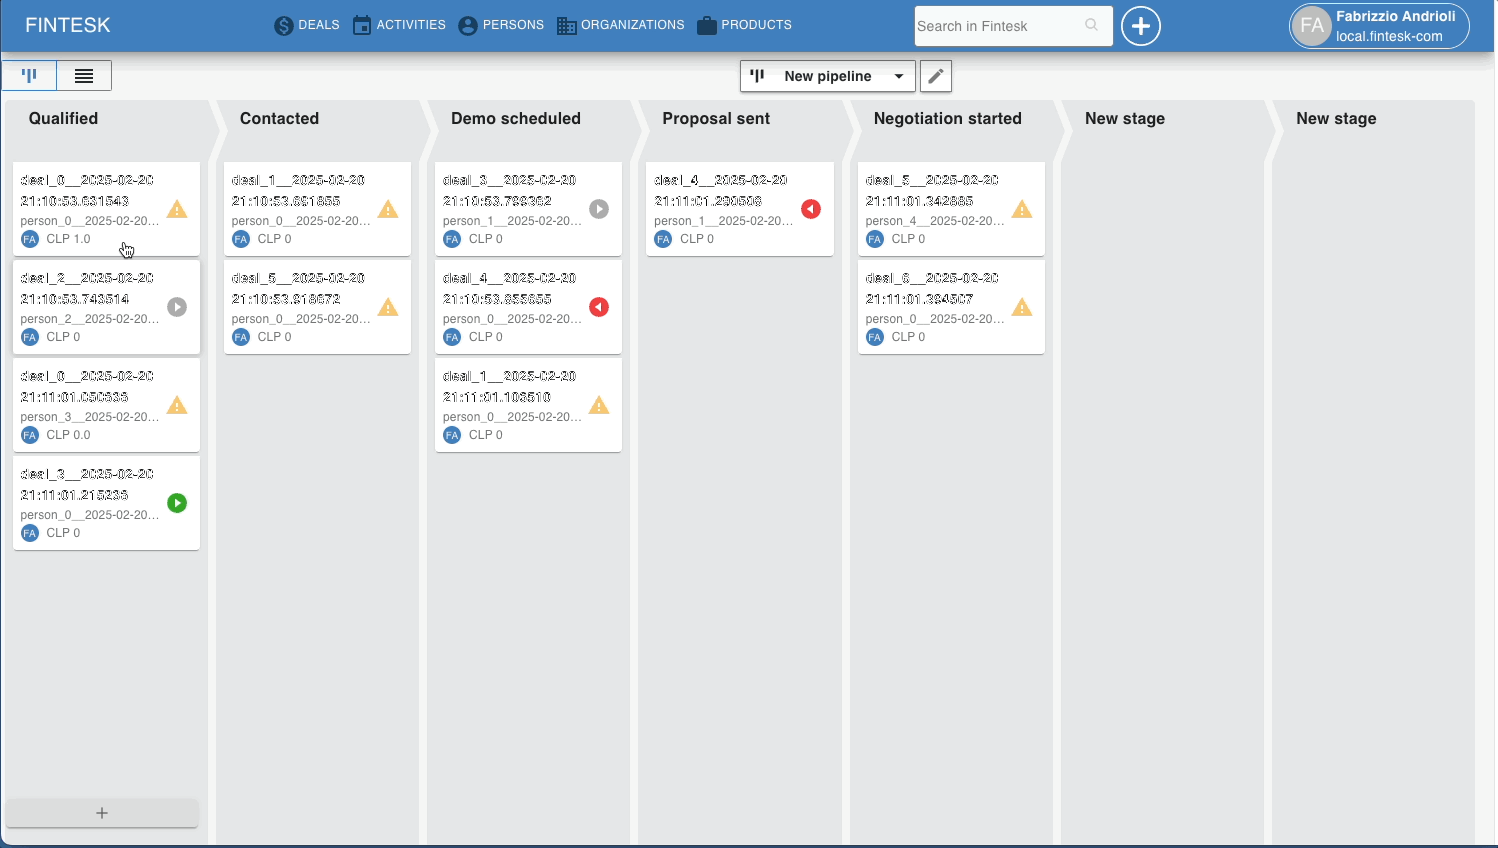 FINTESK
DEALS
ACTIVITIES
PERSONS
ORGANIZATIONS
PRODUCTS
Search in Fintesk
FA
Fabrizzio Andrioli
local.fintesk-com
New pipeline
Qualified
Contacted
Demo scheduled
Proposal sent
Negotiation started
New stage
New stage
deal_0__2025-02-20
21:10:53.631543
person_0__2025-02-20...
FA CLP 1.0
deal_2__2025-02-20
21:10:53.743514
person_2__2025-02-20...
FA CLP 0
deal_0__2025-02-20
21:11:01.050636
person_3__2025-02-20...
FA CLP 0.0
deal_3__2025-02-20
21:11:01.215236
person_0__2025-02-20...
FA CLP 0
deal_1__2025-02-20
21:10:53.691855
person_0__2025-02-20...
FA CLP 0
deal_5__2025-02-20
21:10:53.918672
person_0__2025-02-20...
FA CLP 0
deal_3__2025-02-20
21:10:53.799362
person_1__2025-02-20...
FA CLP 0
deal_4__2025-02-20
21:10:53.855655
person_0__2025-02-20...
FA CLP 0
deal_1__2025-02-20
21:11:01.108510
person_0__2025-02-20...
FA CLP 0
deal_4__2025-02-20
21:11:01.290506
person_1__2025-02-20...
FA CLP 0
deal_5__2025-02-20
21:11:01.342885
person_4__2025-02-20...
FA CLP 0
deal_6__2025-02-20
21:11:01.394507
person_0__2025-02-20...
FA CLP 0